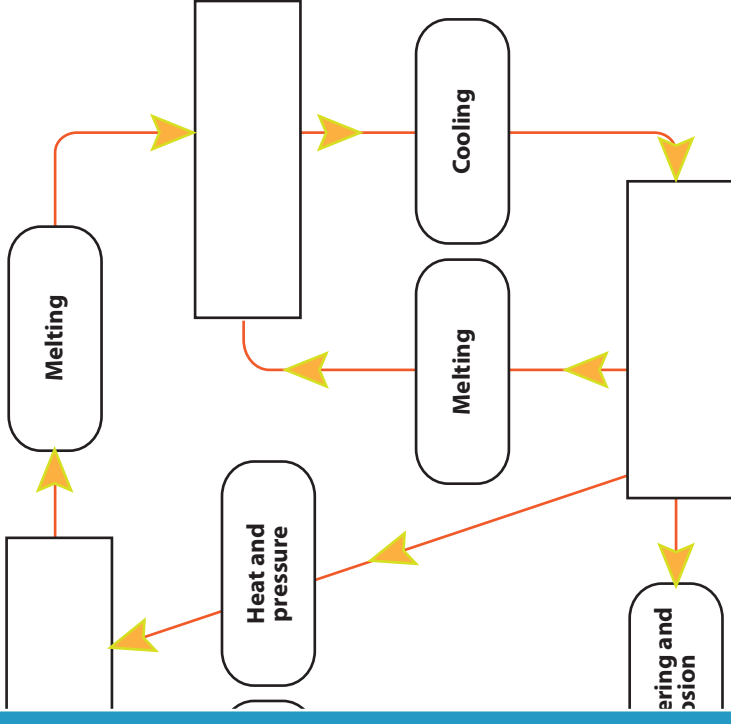 Cooling
Melting
Melting
Heat and
pressure
ering and
osion